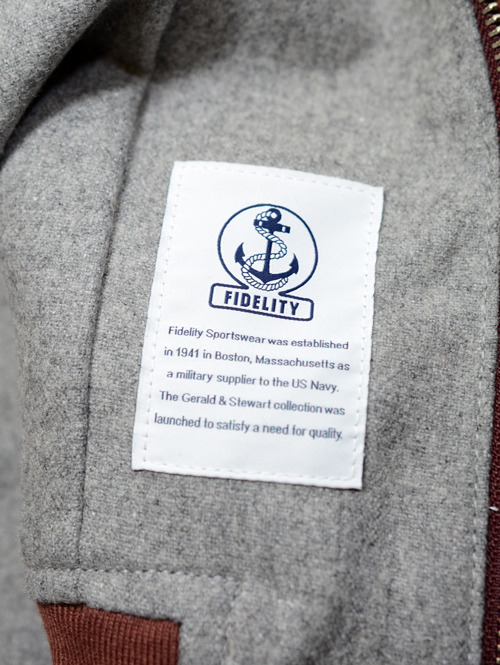 FIDELITY
Fidelity Sportswear was established
in 1941 in Boston, Massachusetts as
a military supplier to the US Navy.
The Gerald & Stewart collection was
launched to satisfy a need for quality.